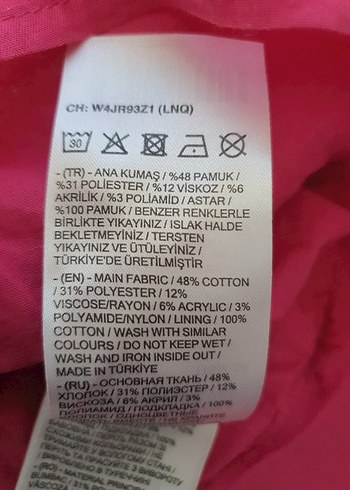 CH: W4JR93Z1 (LNQ)
30
- (TR) - ANA KUMAŞ / %48 PAMUK /
%31 POLİESTER / %12 VİSKOZ / %6
AKRİLİK / %3 POLİAMİD / ASTAR /
%100 PAMUK / BENZER RENKLERLE
BİRLİKTE YIKAYINIZ / ISLAK HALDE
BEKLETMEYİNİZ / TERSTEN
YIKAYINIZ VE ÜTÜLEYİNİZ /
TÜRKİYE'DE ÜRETİLMİŞTİR
- (EN) - MAIN FABRIC / 48% COTTON
/ 31% POLYESTER / 12%
VISCOSE/RAYON / 6% ACRYLIC / 3%
POLYAMIDE/NYLON / LINING / 100%
COTTON / WASH WITH SIMILAR
COLOURS / DO NOT KEEP WET /
WASH AND IRON INSIDE OUT /
MADE IN TÜRKİYE
- (RU) - ОСНОВНАЯ ТКАНЬ / 48%
ХЛОПОК / 31% ПОЛИЭСТЕР / 12%
ВИСКОЗА / 6% АКРИЛ / 3%
ПОЛИАМИД / ПОДКЛАДКА / 100%
- (RO) - MATERIAL PRINCIPAL